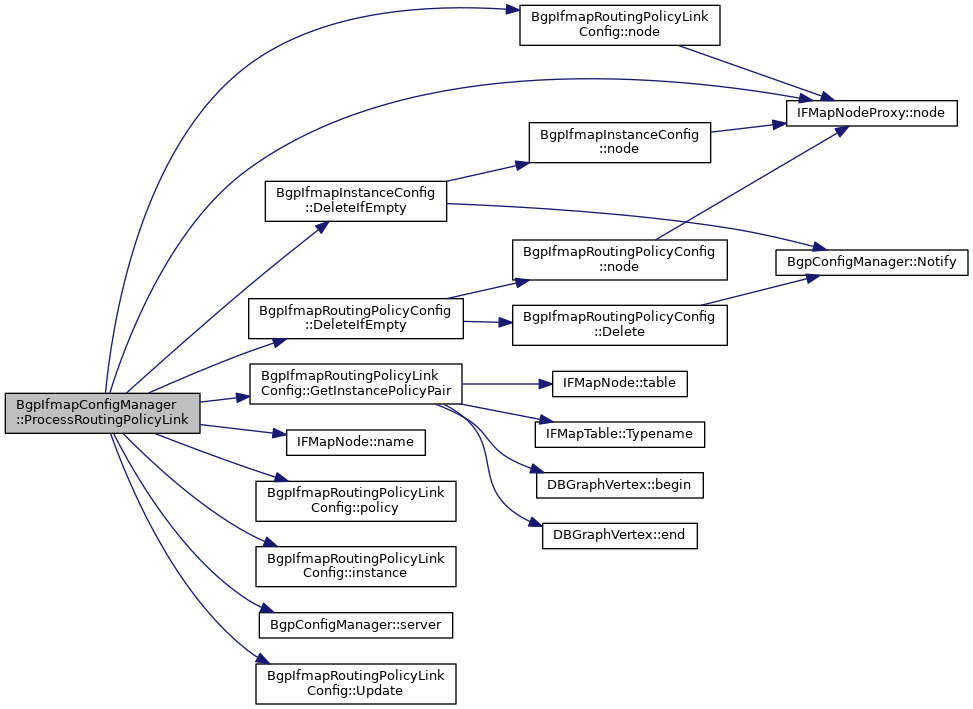 BgpIfmapRoutingPolicyLink
Config::node
IFMapNodeProxy::node
BgpIfmapInstanceConfig
::node
BgpIfmapInstanceConfig
::DeleteIfEmpty
BgpIfmapRoutingPolicyConfig
::node
BgpConfigManager::Notify
BgpIfmapRoutingPolicyConfig
::DeleteIfEmpty
BgpIfmapRoutingPolicyConfig
::Delete
BgpIfmapRoutingPolicyLink
Config::GetInstancePolicyPair
IFMapNode::table
BgpIfmapConfigManager
::ProcessRoutingPolicyLink
IFMapTable::Typename
IFMapNode::name
DBGraphVertex::begin
BgpIfmapRoutingPolicyLink
Config::policy
DBGraphVertex::end
BgpIfmapRoutingPolicyLink
Config::instance
BgpConfigManager::server
BgpIfmapRoutingPolicyLink
Config::Update